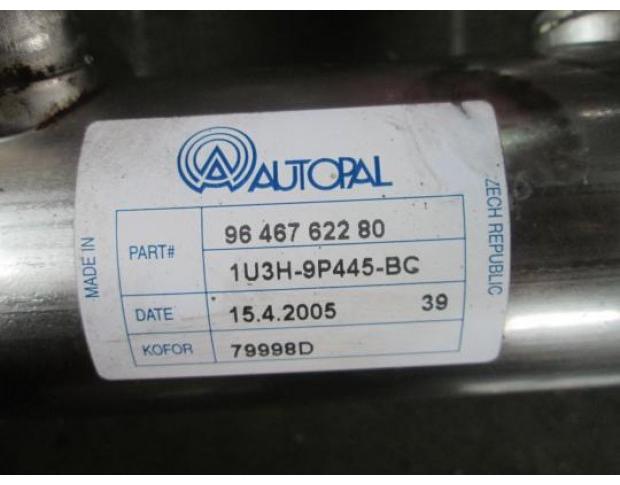 AUTOPAL
MADE IN
ZECH REPUBLIC
PART#
96 467 622 80
1U3H-9P445-BC
DATE
15.4.2005
39
KOFOR
79998D